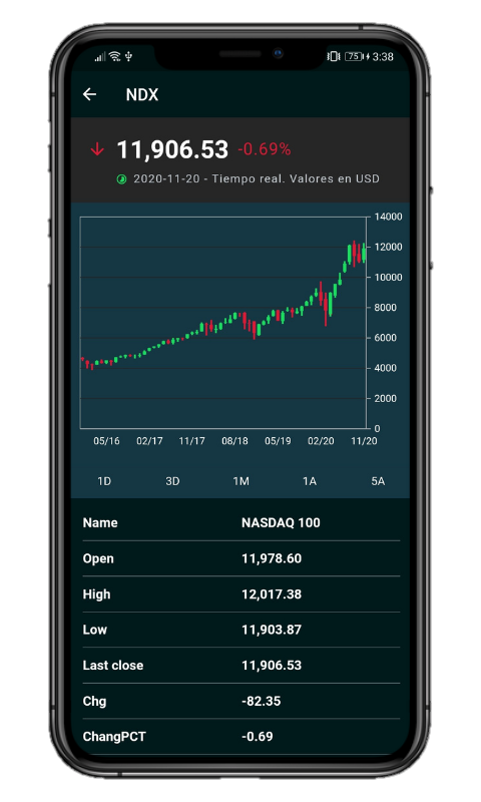 75 3:38
NDX
11,906.53 -0.69%
2020-11-20 - Tiempo real. Valores en USD
14000
12000
10000
8000
6000
4000
2000
0
05/16 02/17 11/17 08/18 05/19 02/20 11/20
1D 3D 1M 1A 5A
Name NASDAQ 100
Open 11,978.60
High 12,017.38
Low 11,903.87
Last close 11,906.53
Chg -82.35
ChangPCT -0.69